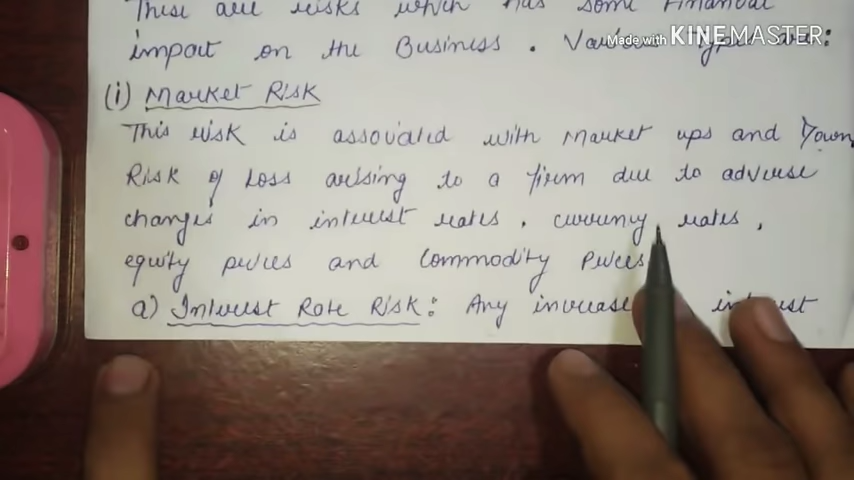 These are risks which has some Financial
impact on the Business. Various Types are:
Made with KINEMASTER
(i) Market Risk
This risk is associated with Market ups and Down.
Risk of Loss arising to a firm due to adverse
changes in interest rates, currency rates,
equity prices and Commodity Prices
a) Interest Rate Risk: Any increase interest